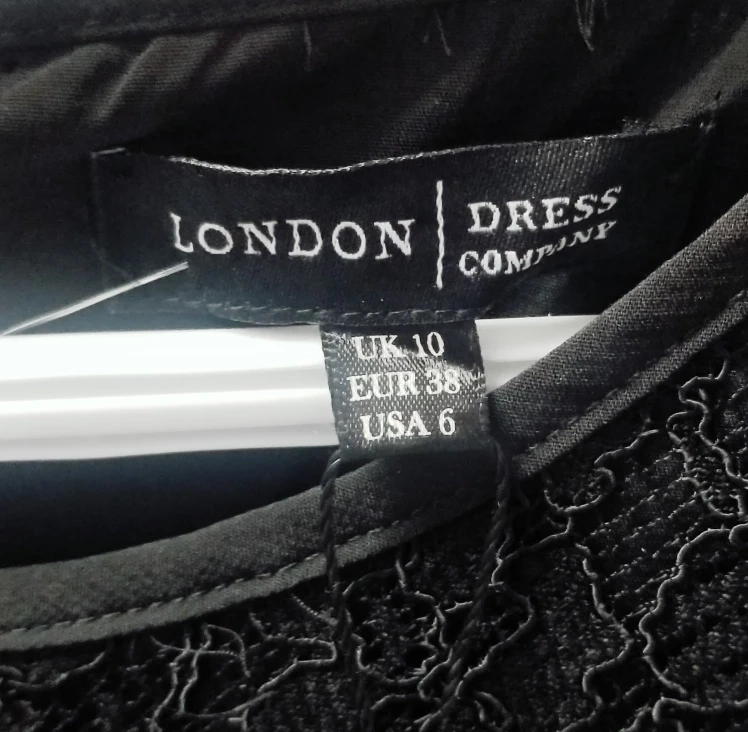 LONDON | DRESS
COMPANY
UK 10
EUR 38
USA 6